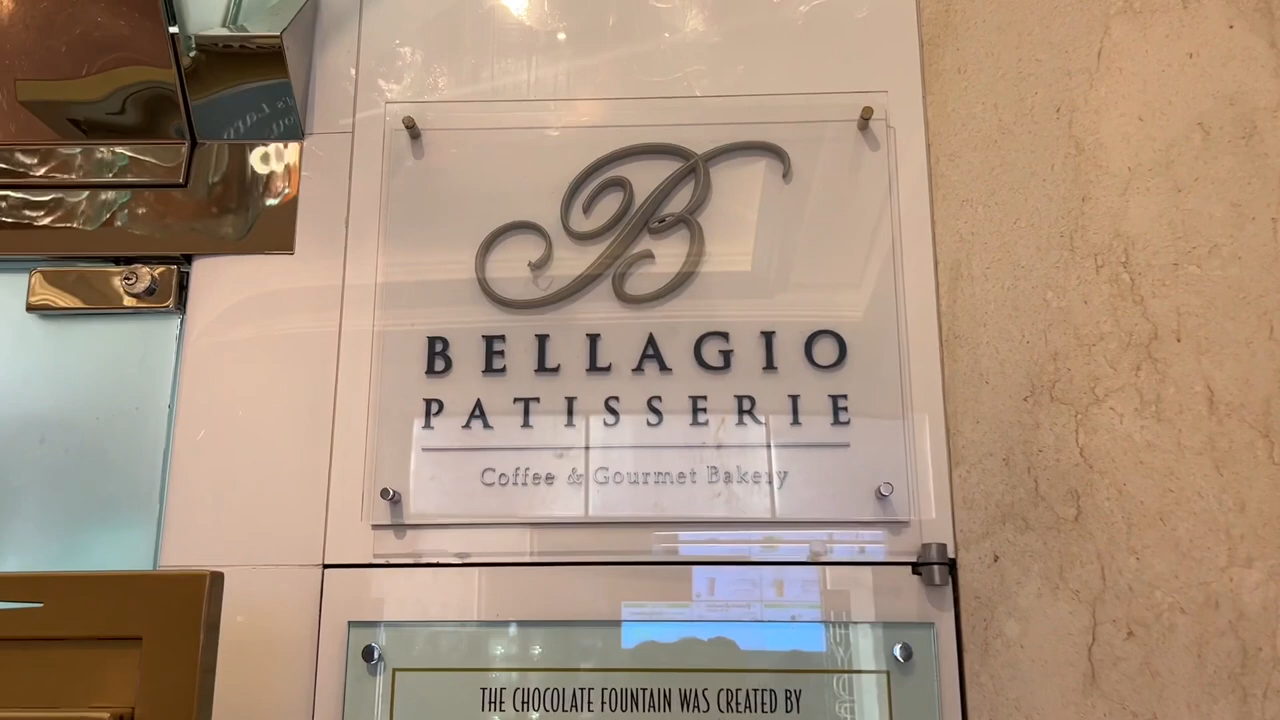 B
BELLAGIO
PATISSERIE
Coffee & Gourmet Bakery
THE CHOCOLATE FOUNTAIN WAS CREATED BY